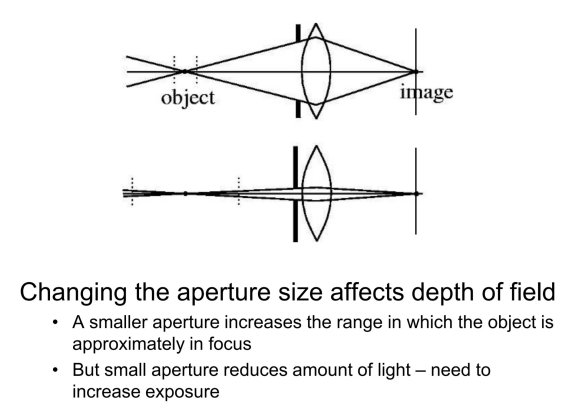 object
image
Changing the aperture size affects depth of field
• A smaller aperture increases the range in which the object is
approximately in focus
• But small aperture reduces amount of light – need to
increase exposure